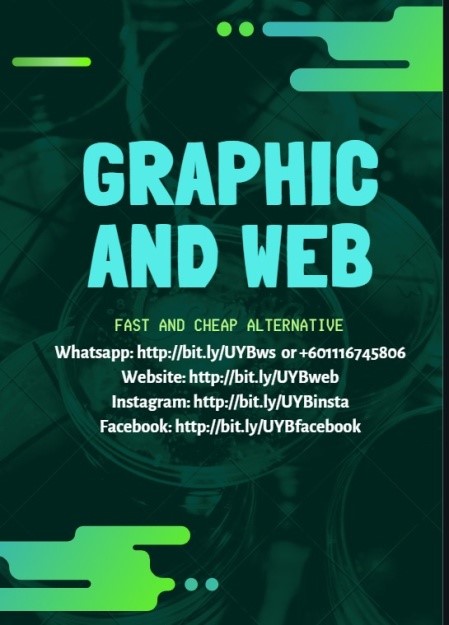 GRAPHIC
AND WEB
FAST AND CHEAP ALTERNATIVE
Whatsapp: http://bit.ly/UYBws or +601116745806
Website: http://bit.ly/UYBweb
Instagram: http://bit.ly/UYBinsta
Facebook: http://bit.ly/UYBfacebook